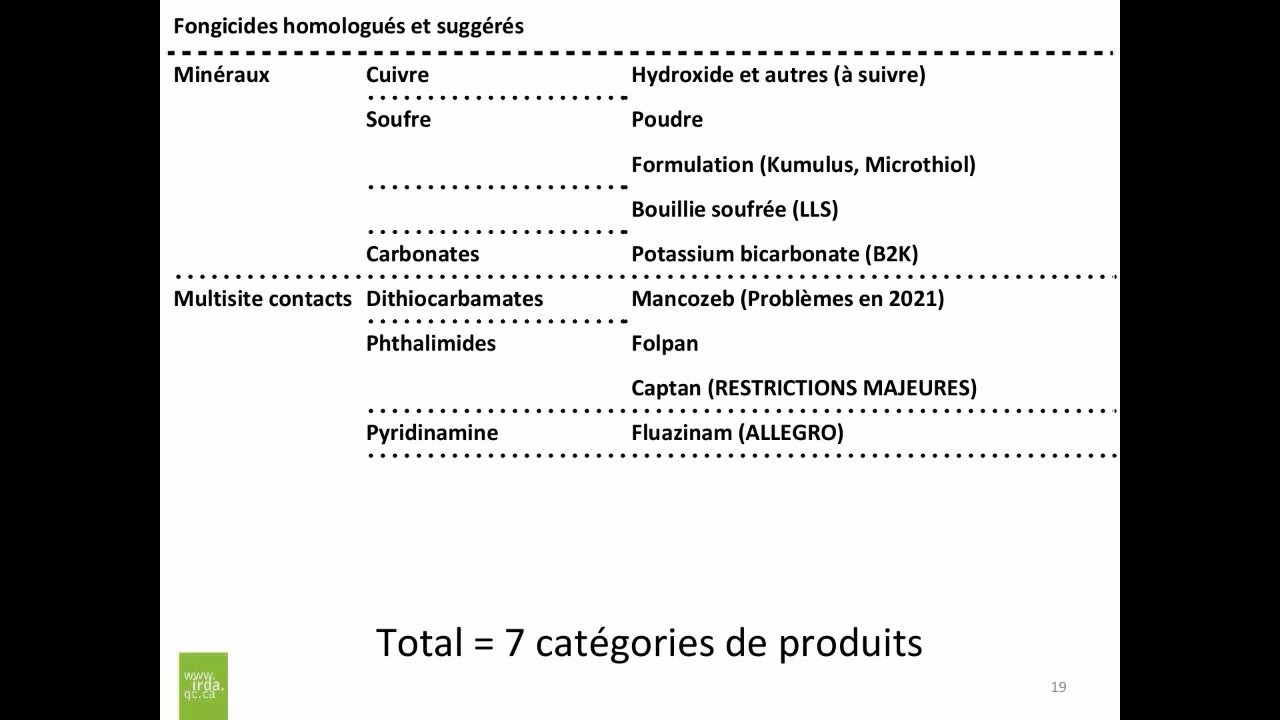 Fongicides homologués et suggérés
Minéraux Cuivre Hydroxide et autres (à suivre)
Soufre Poudre
Formulation (Kumulus, Microthiol)
Bouillie soufrée (LLS)
Carbonates Potassium bicarbonate (B2K)
Multisite contacts Dithiocarbamates Mancozeb (Problèmes en 2021)
Phthalimides Folpan
Captan (RESTRICTIONS MAJEURES)
Pyridinamine Fluazinam (ALLEGRO)
Total = 7 catégories de produits
www.
irda.
qc.ca
19